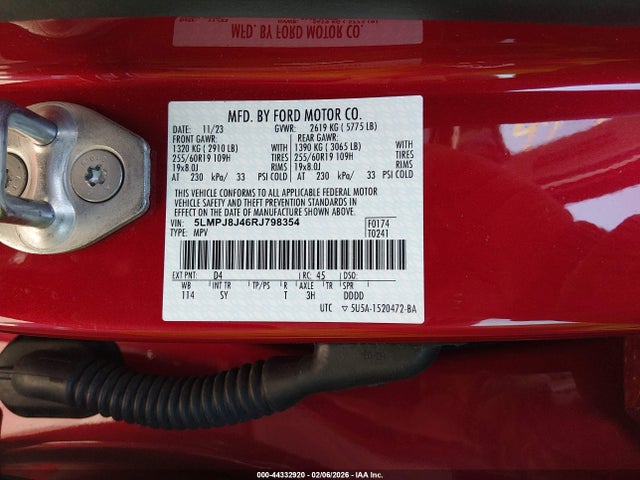 MFD. BY FORD MOTOR CO.
DATE: 11/23 GVWR: 2619 KG ( 5775 LB)
FRONT GAWR: REAR GAWR:
1320 KG ( 2910 LB) WITH 1390 KG ( 3065 LB) WITH
255/60R19 109H TIRES 255/60R19 109H TIRES
19x8.0J RIMS 19x8.0J RIMS
AT 230 kPa/ 33 PSI COLD AT 230 kPa/ 33 PSI COLD
THIS VEHICLE CONFORMS TO ALL APPLICABLE FEDERAL MOTOR
VEHICLE SAFETY AND THEFT PREVENTION STANDARDS IN
EFFECT ON THE DATE OF MANUFACTURE SHOWN ABOVE.
VIN: 5LMPJ8J46RJ798354 F0174
TYPE: MPV T0241
EXT PNT: D4 RC: 45 DSO:
WB INT TR TP/PS R AXLE TR SPR
114 SY T 3H DDDD
UTC ▽ 5U5A-1520472-BA
000-44332920 - 02/06/2026 - IAA Inc.